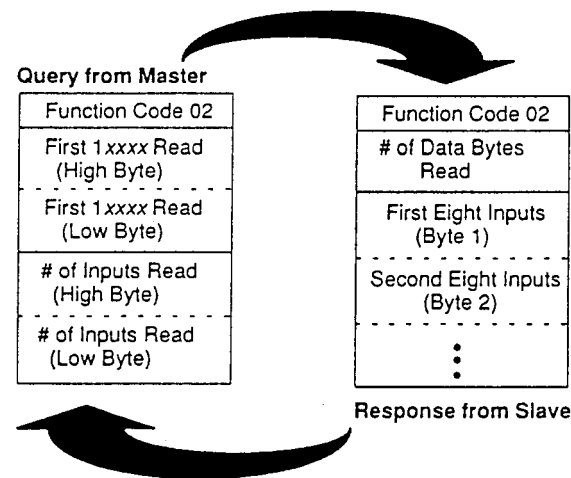 Query from Master
Function Code 02
First 1xxxx Read
(High Byte)
First 1xxxx Read
(Low Byte)
# of Inputs Read
(High Byte)
# of Inputs Read
(Low Byte)
Function Code 02
# of Data Bytes
Read
First Eight Inputs
(Byte 1)
Second Eight Inputs
(Byte 2)
Response from Slave